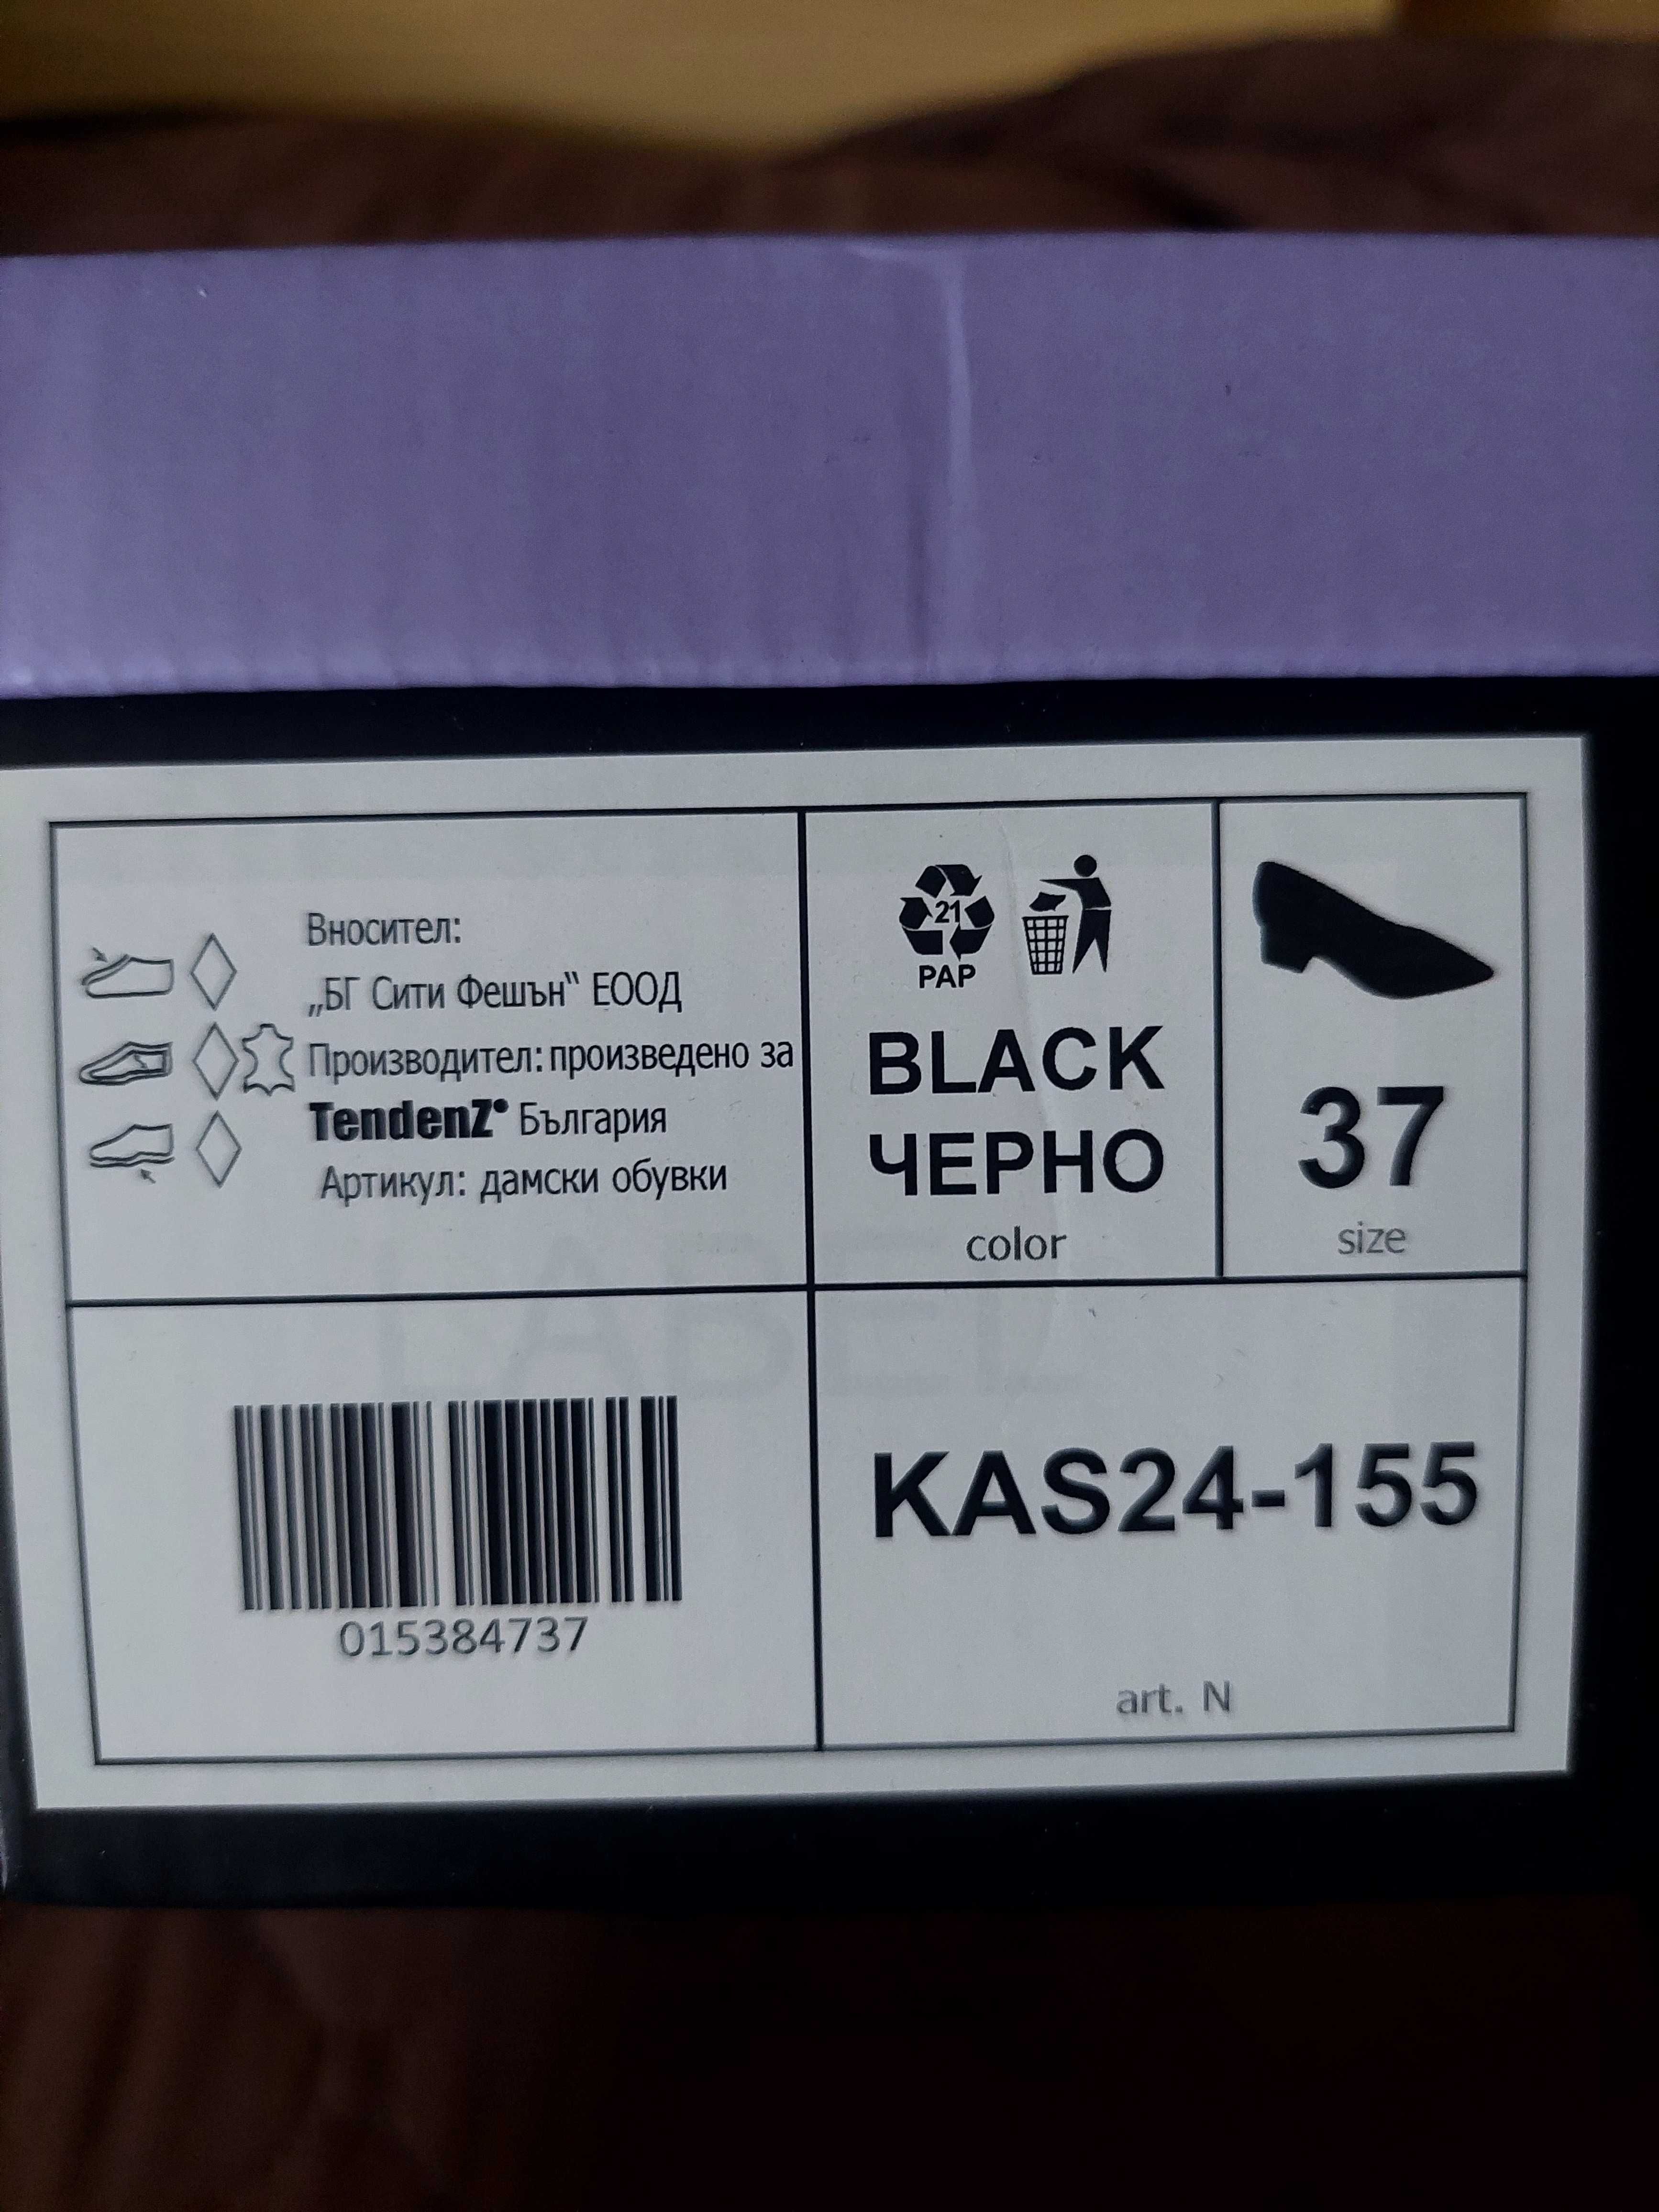 Вносител:
„БГ Сити Фешън“ ЕООД
Производител: произведено за
TendenZ® България
Артикул: дамски обувки
21
PAP
BLACK
ЧЕРНО
color
37
size
015384737
KAS24-155
art. N
LABEL